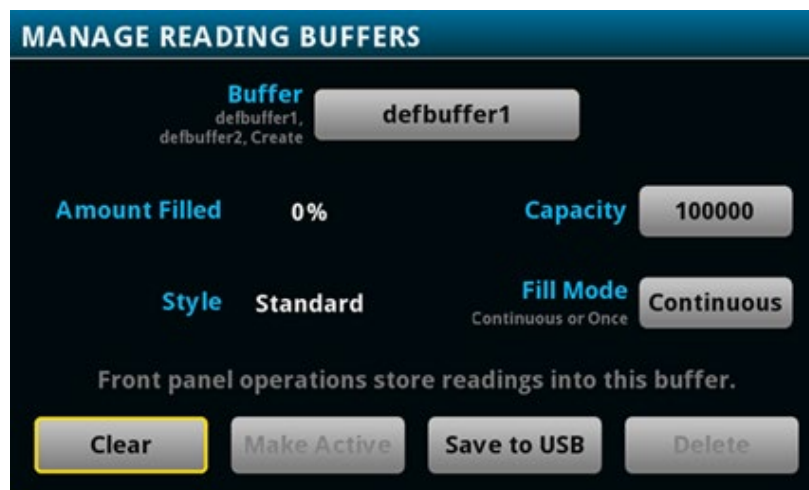 MANAGE READING BUFFERS
Buffer
defbuffer1,
defbuffer2, Create
defbuffer1
Amount Filled 0% Capacity 100000
Style Standard Fill Mode
Continuous or Once
Continuous
Front panel operations store readings into this buffer.
Clear Make Active Save to USB Delete